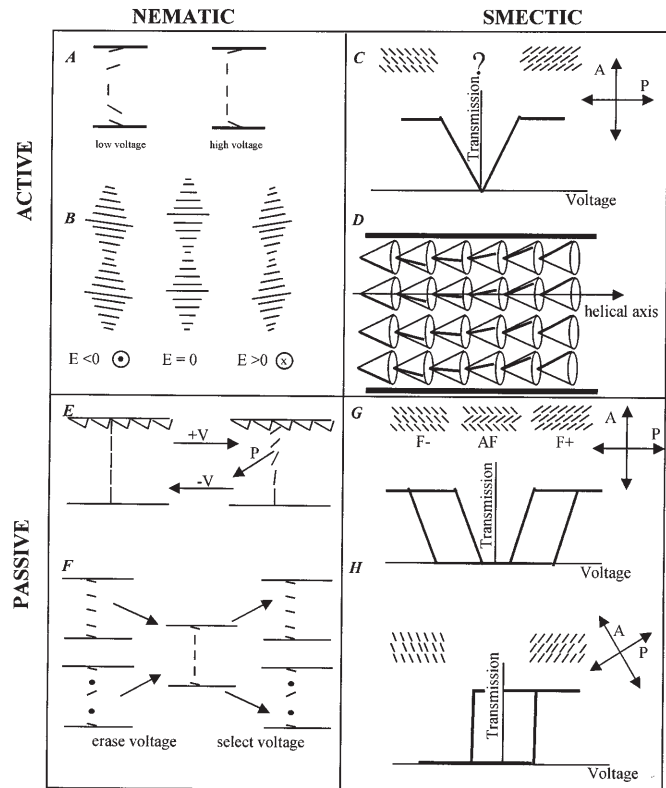 NEMATIC
SMECTIC
ACTIVE
A
low voltage
high voltage
B
E <0
E = 0
E >0 x
C
?
Transmission
A
P
Voltage
D
helical axis
PASSIVE
E
+V
P
-V
F
erase voltage
select voltage
G
F-
AF
F+
A
P
Transmission
Voltage
H
A
P
Transmission
Voltage